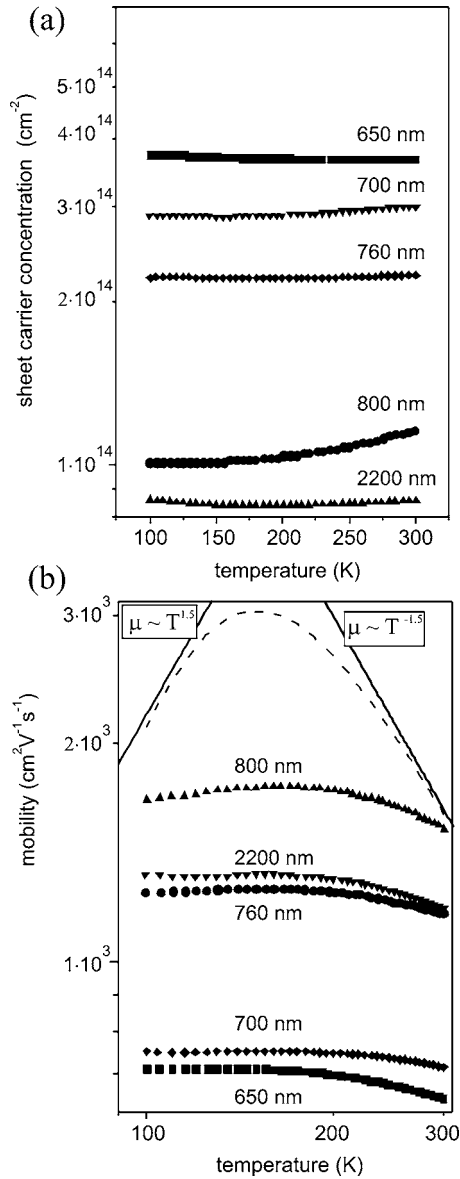 (a)
sheet carrier concentration (cm⁻²)
5·10¹⁴
4·10¹⁴
3·10¹⁴
2·10¹⁴
1·10¹⁴
650 nm
700 nm
760 nm
800 nm
2200 nm
100 150 200 250 300
temperature (K)
(b)
mobility (cm²V⁻¹s⁻¹)
3·10³
2·10³
1·10³
μ ~ T¹·⁵
μ ~ T⁻¹·⁵
800 nm
2200 nm
760 nm
700 nm
650 nm
100 200 300
temperature (K)